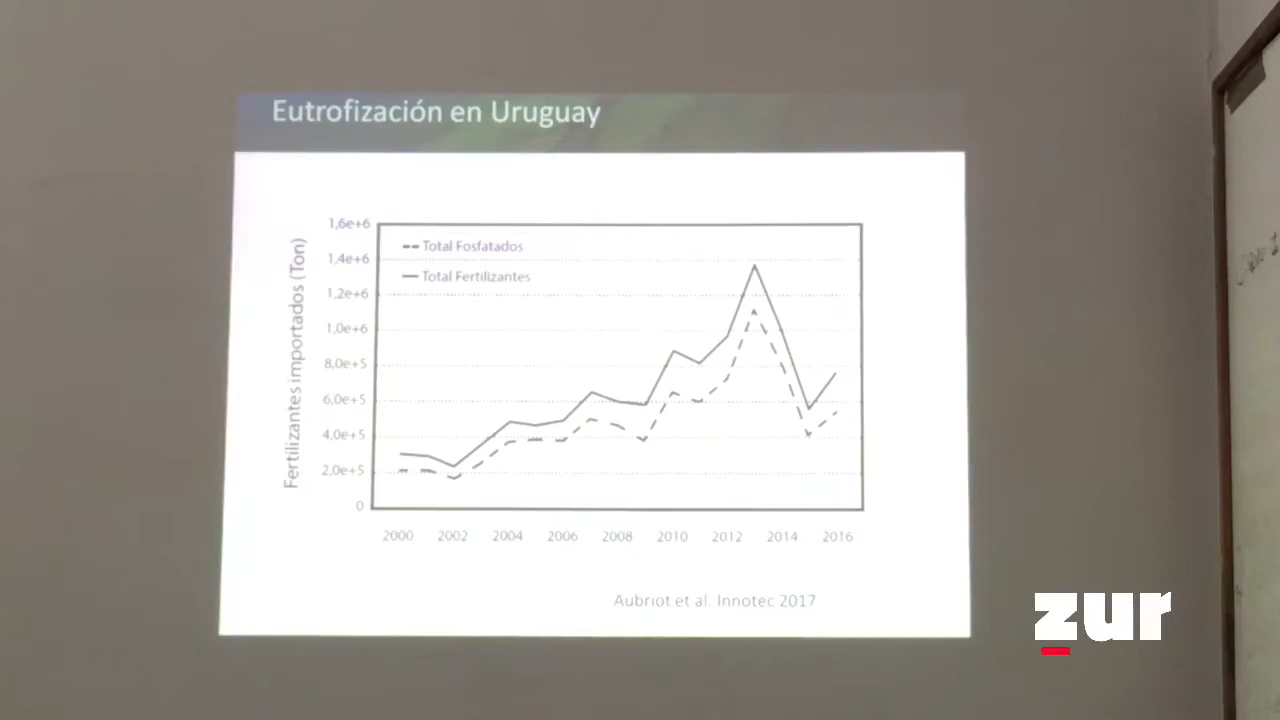 Eutrofización en Uruguay
Fertilizantes importados (Ton)
1,6e+6
1,4e+6
1,2e+6
1,0e+6
8,0e+5
6,0e+5
4,0e+5
2,0e+5
0
Total Fosfatados
Total Fertilizantes
2000 2002 2004 2006 2008 2010 2012 2014 2016
Aubriot et al. Innotec 2017
zur